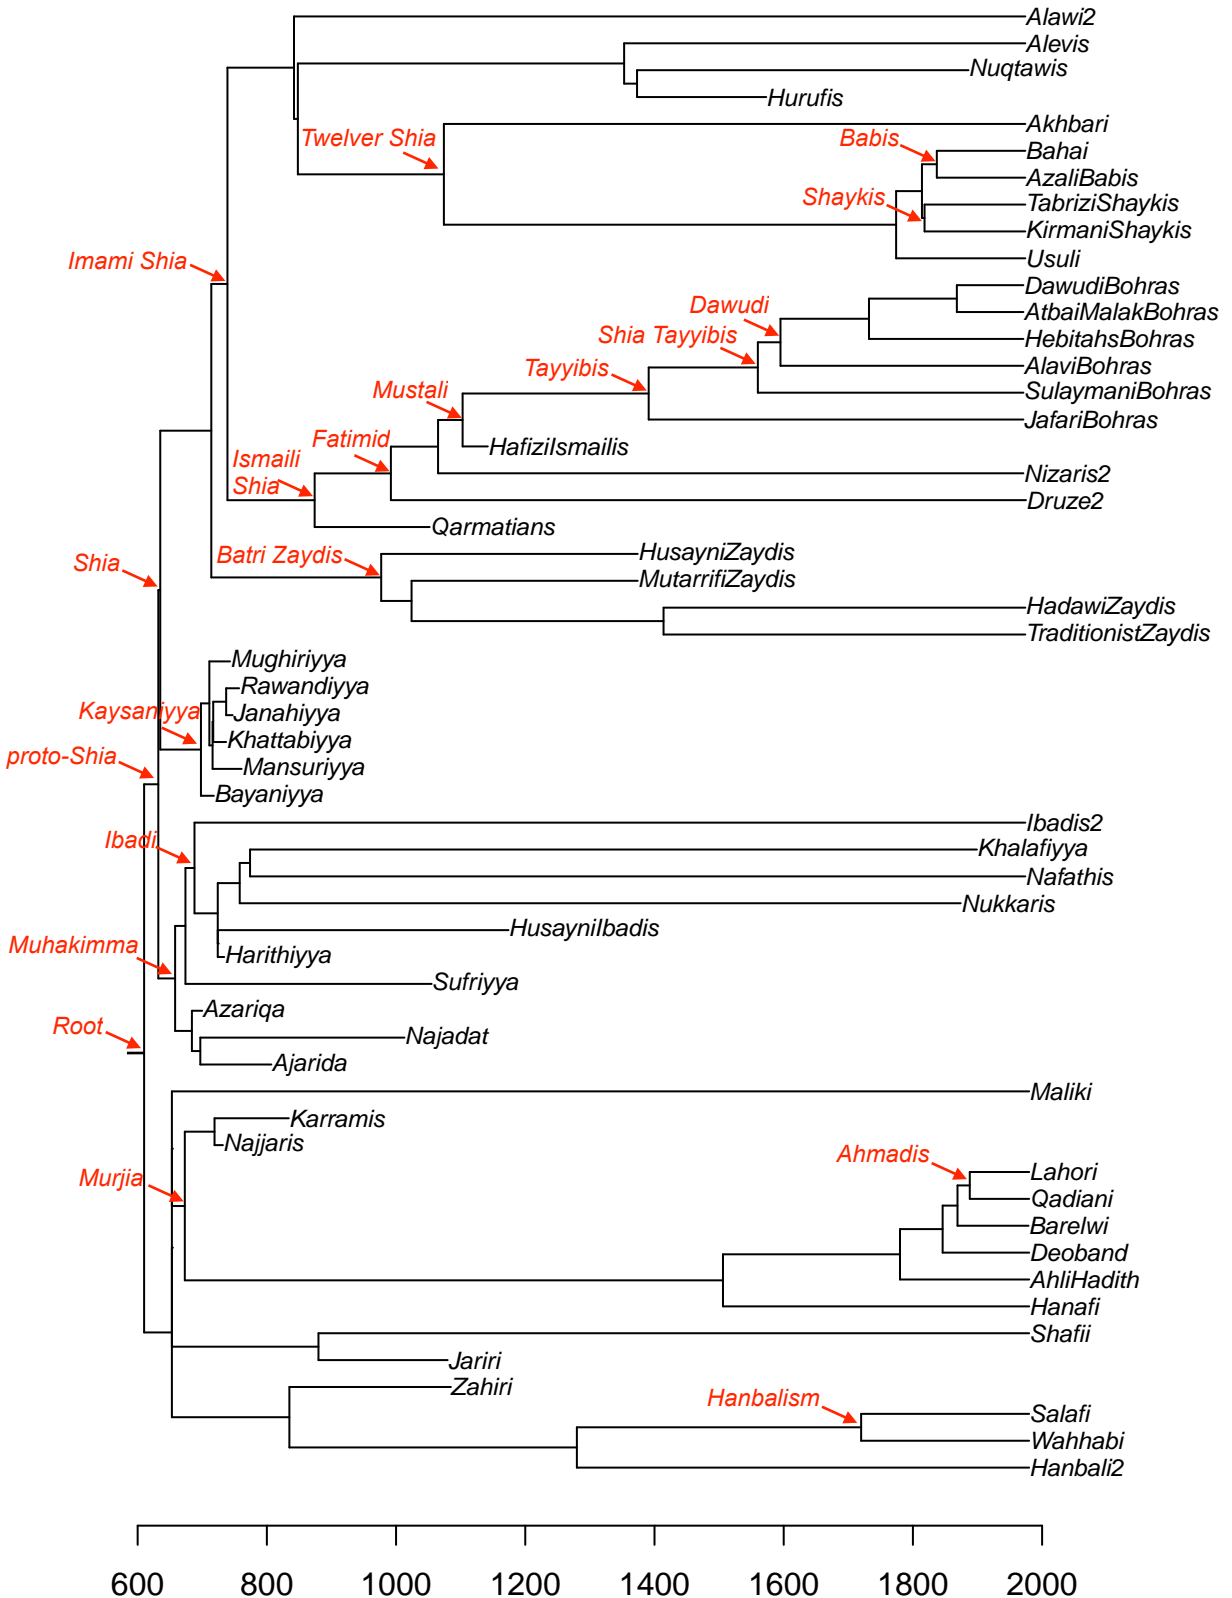 Alawi2
Alevis
Nuqtawis
Hurufis
Akhbari
Twelver Shia
Babis
Bahai
AzaliBabis
Shaykis
TabriziShaykis
KirmaniShaykis
Usuli
Imami Shia
DawudiBohras
Dawudi
AtbaiMalakBohras
Shia Tayyibis
HebitahsBohras
Tayyibis
AlaviBohras
Mustali
SulaymaniBohras
JafariBohras
Fatimid
HafiziIsmailis
Ismaili
Shia
Nizaris2
Druze2
Qarmatians
Batri Zaydis
HusayniZaydis
Shia
MutarrifiZaydis
HadawiZaydis
TraditionistZaydis
Mughiriyya
Rawandiyya
Kaysaniyya
Janahiyya
Khattabiyya
proto-Shia
Mansuriyya
Bayaniyya
Ibadis2
Ibadi
Khalafiyya
Nafathis
Nukkaris
HusayniIbadis
Muhakimma
Harithiyya
Sufriyya
Azariqa
Root
Najadat
Ajarida
Maliki
Karramis
Najjaris
Ahmadis
Murjia
Lahori
Qadiani
Barelwi
Deoband
AhliHadith
Hanafi
Shafii
Jariri
Zahiri
Hanbalism
Salafi
Wahhabi
Hanbali2
600 800 1000 1200 1400 1600 1800 2000